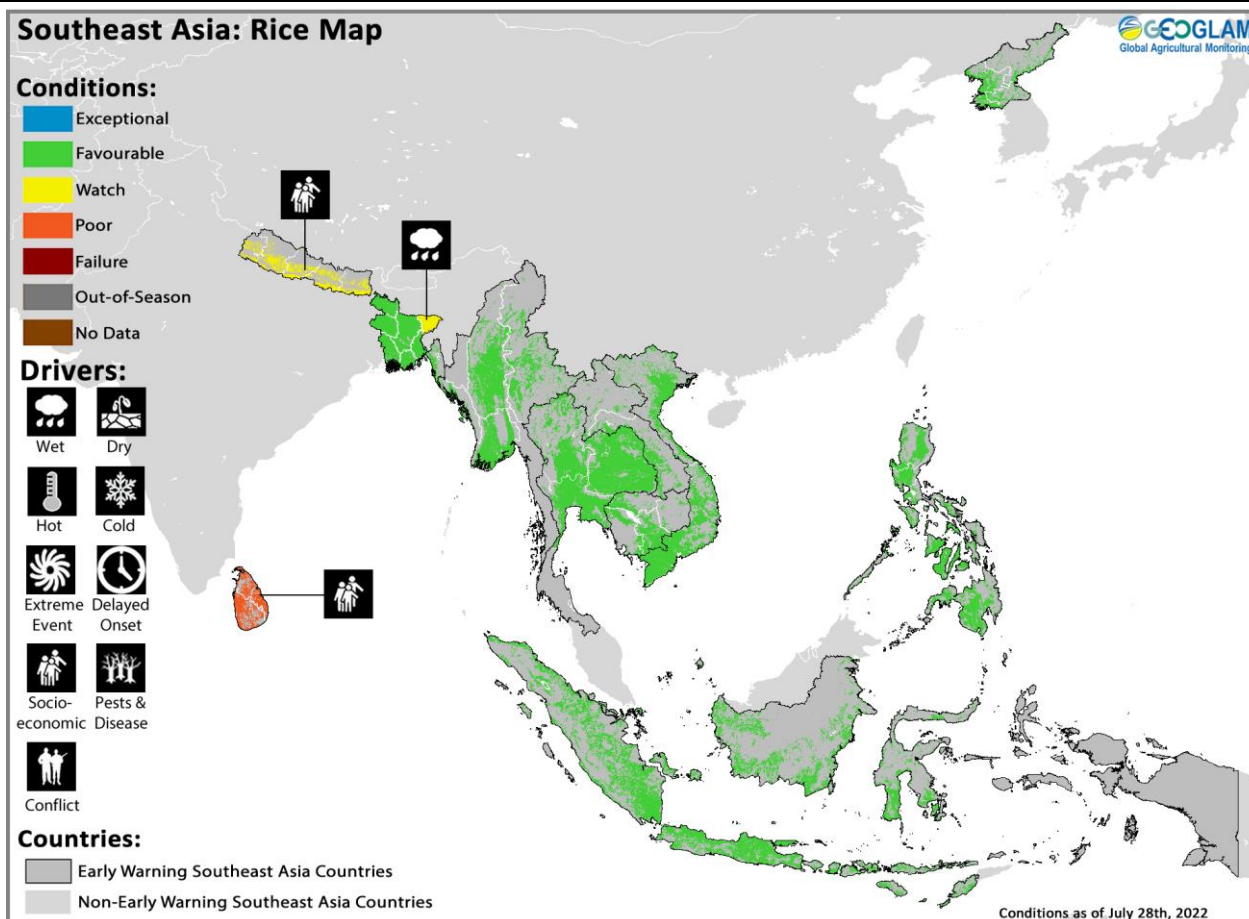 Southeast Asia: Rice Map
GEOGLAM
Global Agricultural Monitoring
Conditions:
Exceptional
Favourable
Watch
Poor
Failure
Out-of-Season
No Data
Drivers:
Wet
Dry
Hot
Cold
Extreme
Event
Delayed
Onset
Socio-
economic
Pests &
Disease
Conflict
Countries:
Early Warning Southeast Asia Countries
Non-Early Warning Southeast Asia Countries
Conditions as of July 28th, 2022